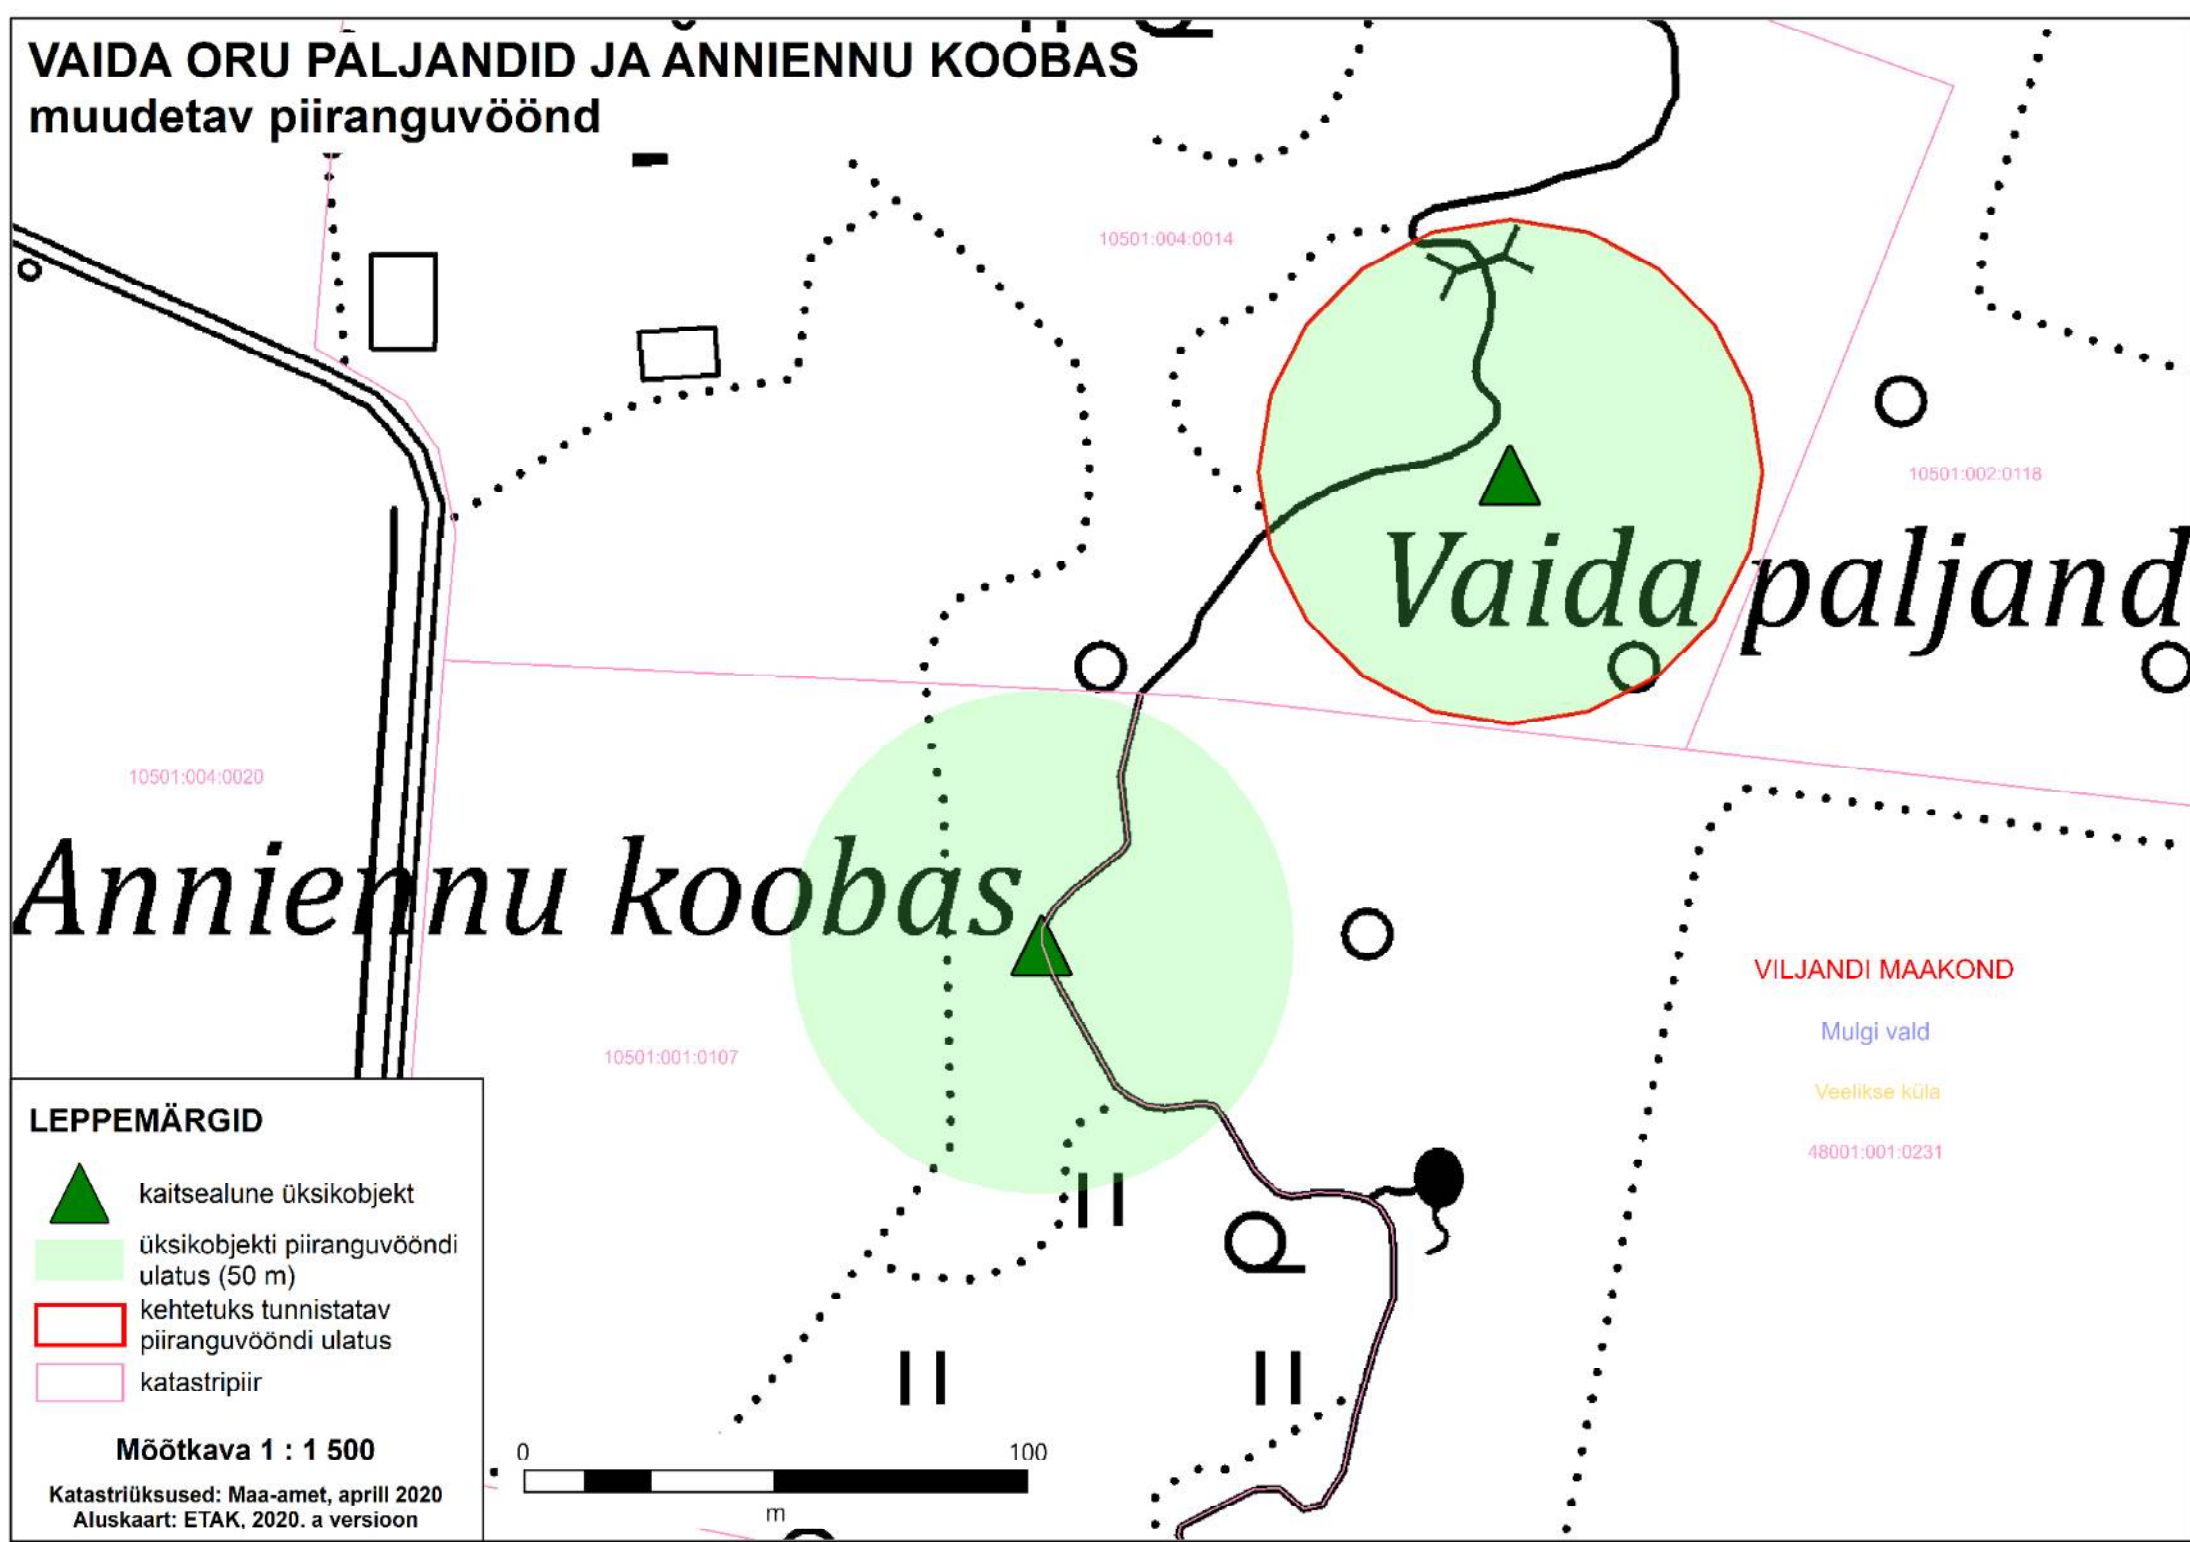 VAIDA ORU PALJANDID JA ANNIENNU KOOBAS
muudetav piiranguvöönd
10501:004:0014
10501:002:0118
Vaida paljand
10501:004:0020
Anniennu koobas
VILJANDI MAAKOND
Mulgi vald
10501:001:0107
Veelikse küla
48001:001:0231
LEPPEMÄRGID
kaitsealune üksikobjekt
üksikobjekti piiranguvööndi
ulatus (50 m)
kehtetuks tunnistatav
piiranguvööndi ulatus
katastripiir
Mõõtkava 1 : 1 500
Katastriüksused: Maa-amet, aprill 2020
Aluskaart: ETAK, 2020. a versioon
0 100
m